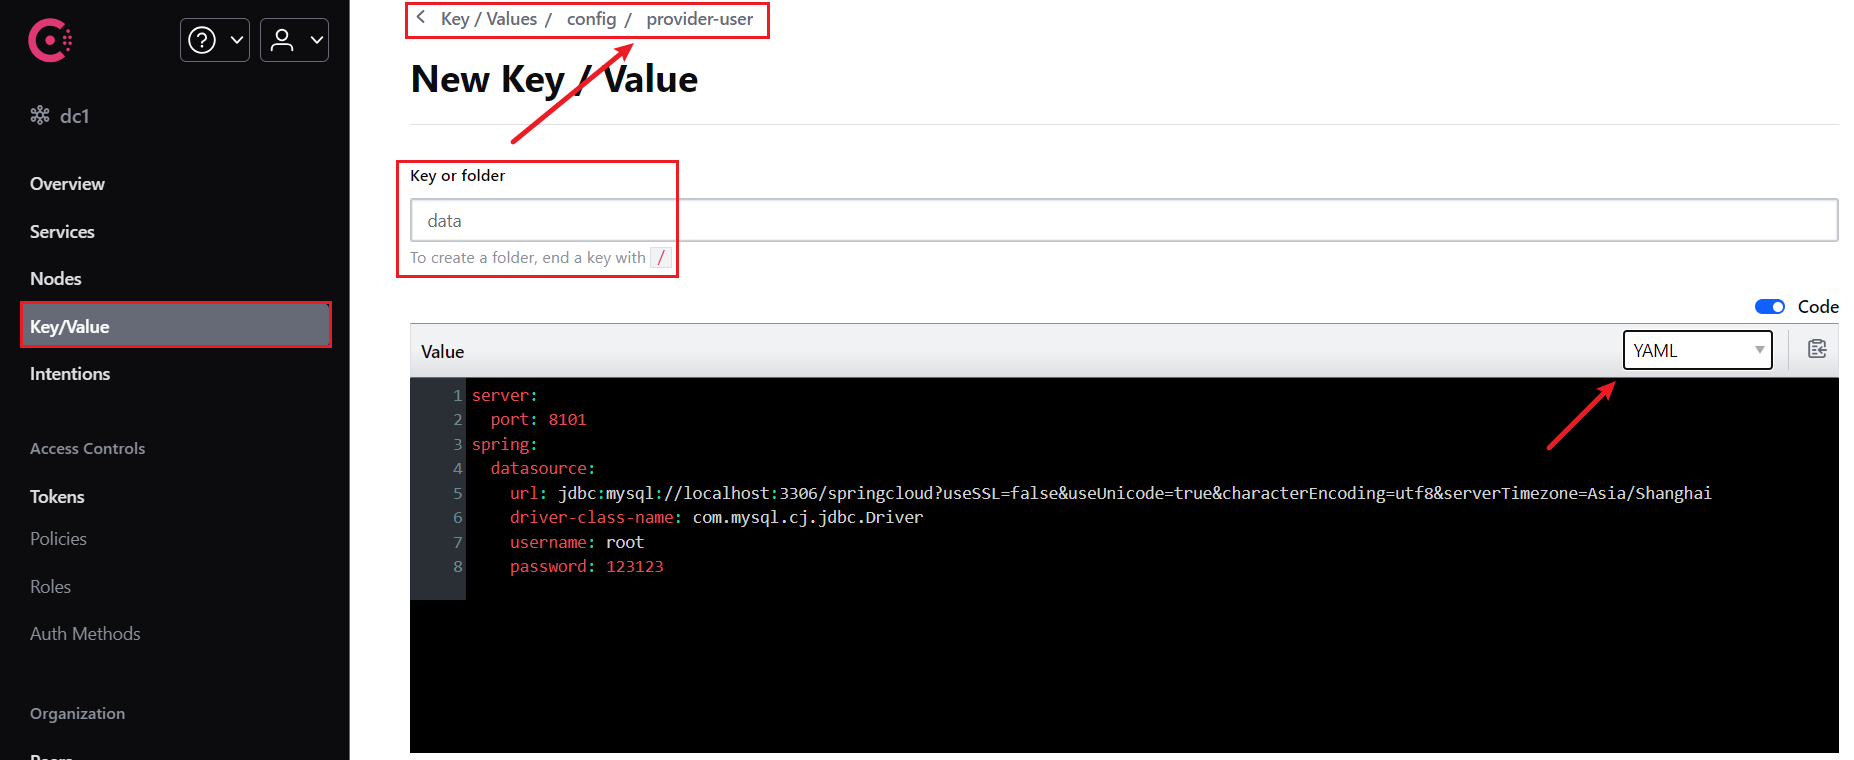 Key / Values / config / provider-user
New Key / Value
dc1
Overview
Services
Nodes
Key/Value
Intentions
Access Controls
Tokens
Policies
Roles
Auth Methods
Organization
Key or folder
data
To create a folder, end a key with /
Code
Value
YAML
1 server:
2 port: 8101
3 spring:
4 datasource:
5 url: jdbc:mysql://localhost:3306/springcloud?useSSL=false&useUnicode=true&characterEncoding=utf8&serverTimezone=Asia/Shanghai
6 driver-class-name: com.mysql.cj.jdbc.Driver
7 username: root
8 password: 123123